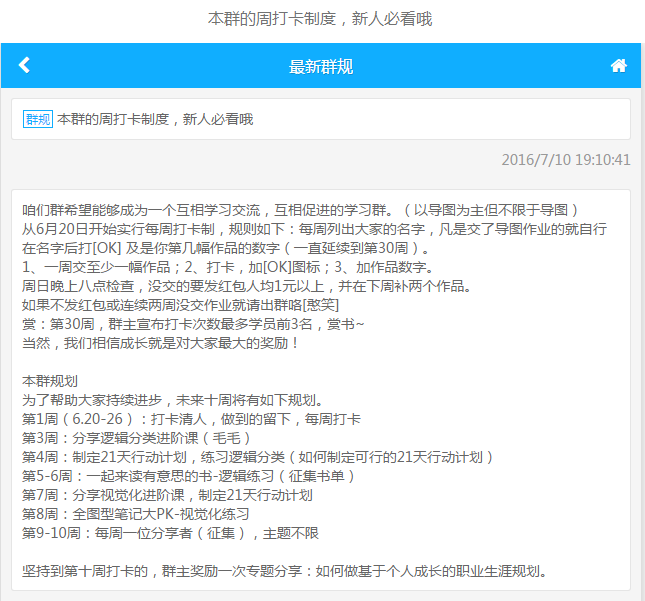 本群的周打卡制度，新人必看哦
最新群规
群规 本群的周打卡制度，新人必看哦
2016/7/10 19:10:41
咱们群希望能够成为一个互相学习交流，互相促进的学习群。（以导图为主但不限于导图）
从6月20日开始实行每周打卡制，规则如下：每周列出大家的名字，凡是交了导图作业的就自行
在名字后打[OK] 及是你第几幅作品的数字（一直延续到第30周）。
1、一周交至少一幅作品；2、打卡，加[OK]图标；3、加作品数字。
周日晚上八点检查，没交的要发红包人均1元以上，并在下周补两个作品。
如果不发红包或连续两周没交作业就请出群咯[憨笑]
赏：第30周，群主宣布打卡次数最多学员前3名，赏书~
当然，我们相信成长就是对大家最大的奖励！
本群规划
为了帮助大家持续进步，未来十周将有如下规划。
第1周（6.20-26）：打卡清人，做到的留下，每周打卡
第3周：分享逻辑分类进阶课（毛毛）
第4周：制定21天行动计划，练习逻辑分类（如何制定可行的21天行动计划）
第5-6周：一起来读有意思的书-逻辑练习（征集书单）
第7周：分享视觉化进阶课，制定21天行动计划
第8周：全图型笔记大PK-视觉化练习
第9-10周：每周一位分享者（征集），主题不限
坚持到第十周打卡的，群主奖励一次专题分享：如何做基于个人成长的职业生涯规划。